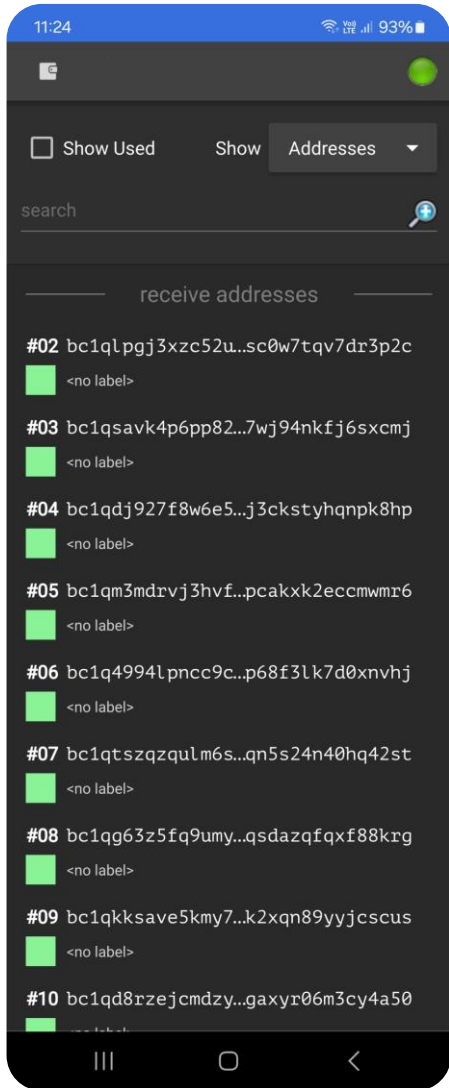 11:24 Vo) LTE 93%
Show Used Show Addresses
search
receive addresses
#02 bc1qlpgj3xzc52u…sc0w7tqv7dr3p2c
<no label>
#03 bc1qsavk4p6pp82…7wj94nkfj6sxcmj
<no label>
#04 bc1qdj927f8w6e5…j3ckstyhqnpk8hp
<no label>
#05 bc1qm3mdrvj3hvf…pcakxk2eccmwmr6
<no label>
#06 bc1q4994lpncc9c…p68f3lk7d0xnvhj
<no label>
#07 bc1qtszqzqulm6s…qn5s24n40hq42st
<no label>
#08 bc1qg63z5fq9umy…qsdazqfqxf88krg
<no label>
#09 bc1qkksave5kmy7…k2xqn89yyjcscus
<no label>
#10 bc1qd8rzejcmdzy…gaxyr06m3cy4a50